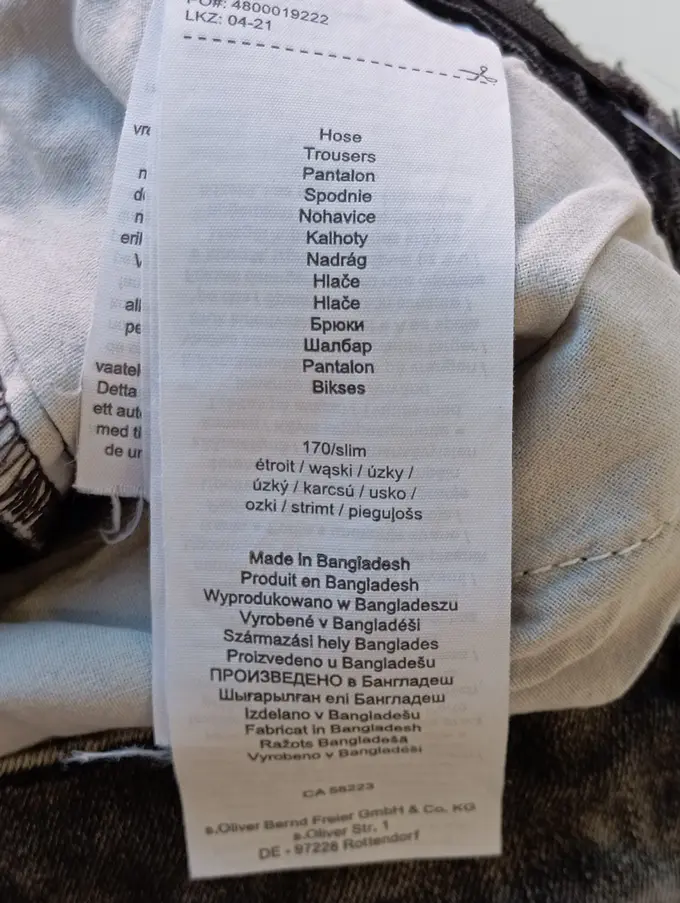 PO#: 4800019222
LKZ: 04-21
Hose
Trousers
Pantalon
Spodnie
Nohavice
Kalhoty
Nadrág
Hlače
Hlače
Брюки
Шалбар
Pantalon
Bikses
170/slim
étroit / wąski / úzky /
úzký / karcsú / usko /
ozki / strimt / pieguļošs
Made in Bangladesh
Produit en Bangladesh
Wyprodukowano w Bangladeszu
Vyrobené v Bangladéši
Származási hely Banglades
Proizvedeno u Bangladešu
ПРОИЗВЕДЕНО в Бангладеш
Шығарылған елі Бангладеш
Izdelano v Bangladešu
Fabricat in Bangladesh
Ražots Bangladešā
Vyrobeno v Bangladéši
CA 55223
s.Oliver Bernd Freier GmbH & Co. KG
s.Oliver Str. 1
DE - 97228 Rottendorf
vaatel
Detta
ett aut
med ti
de ur